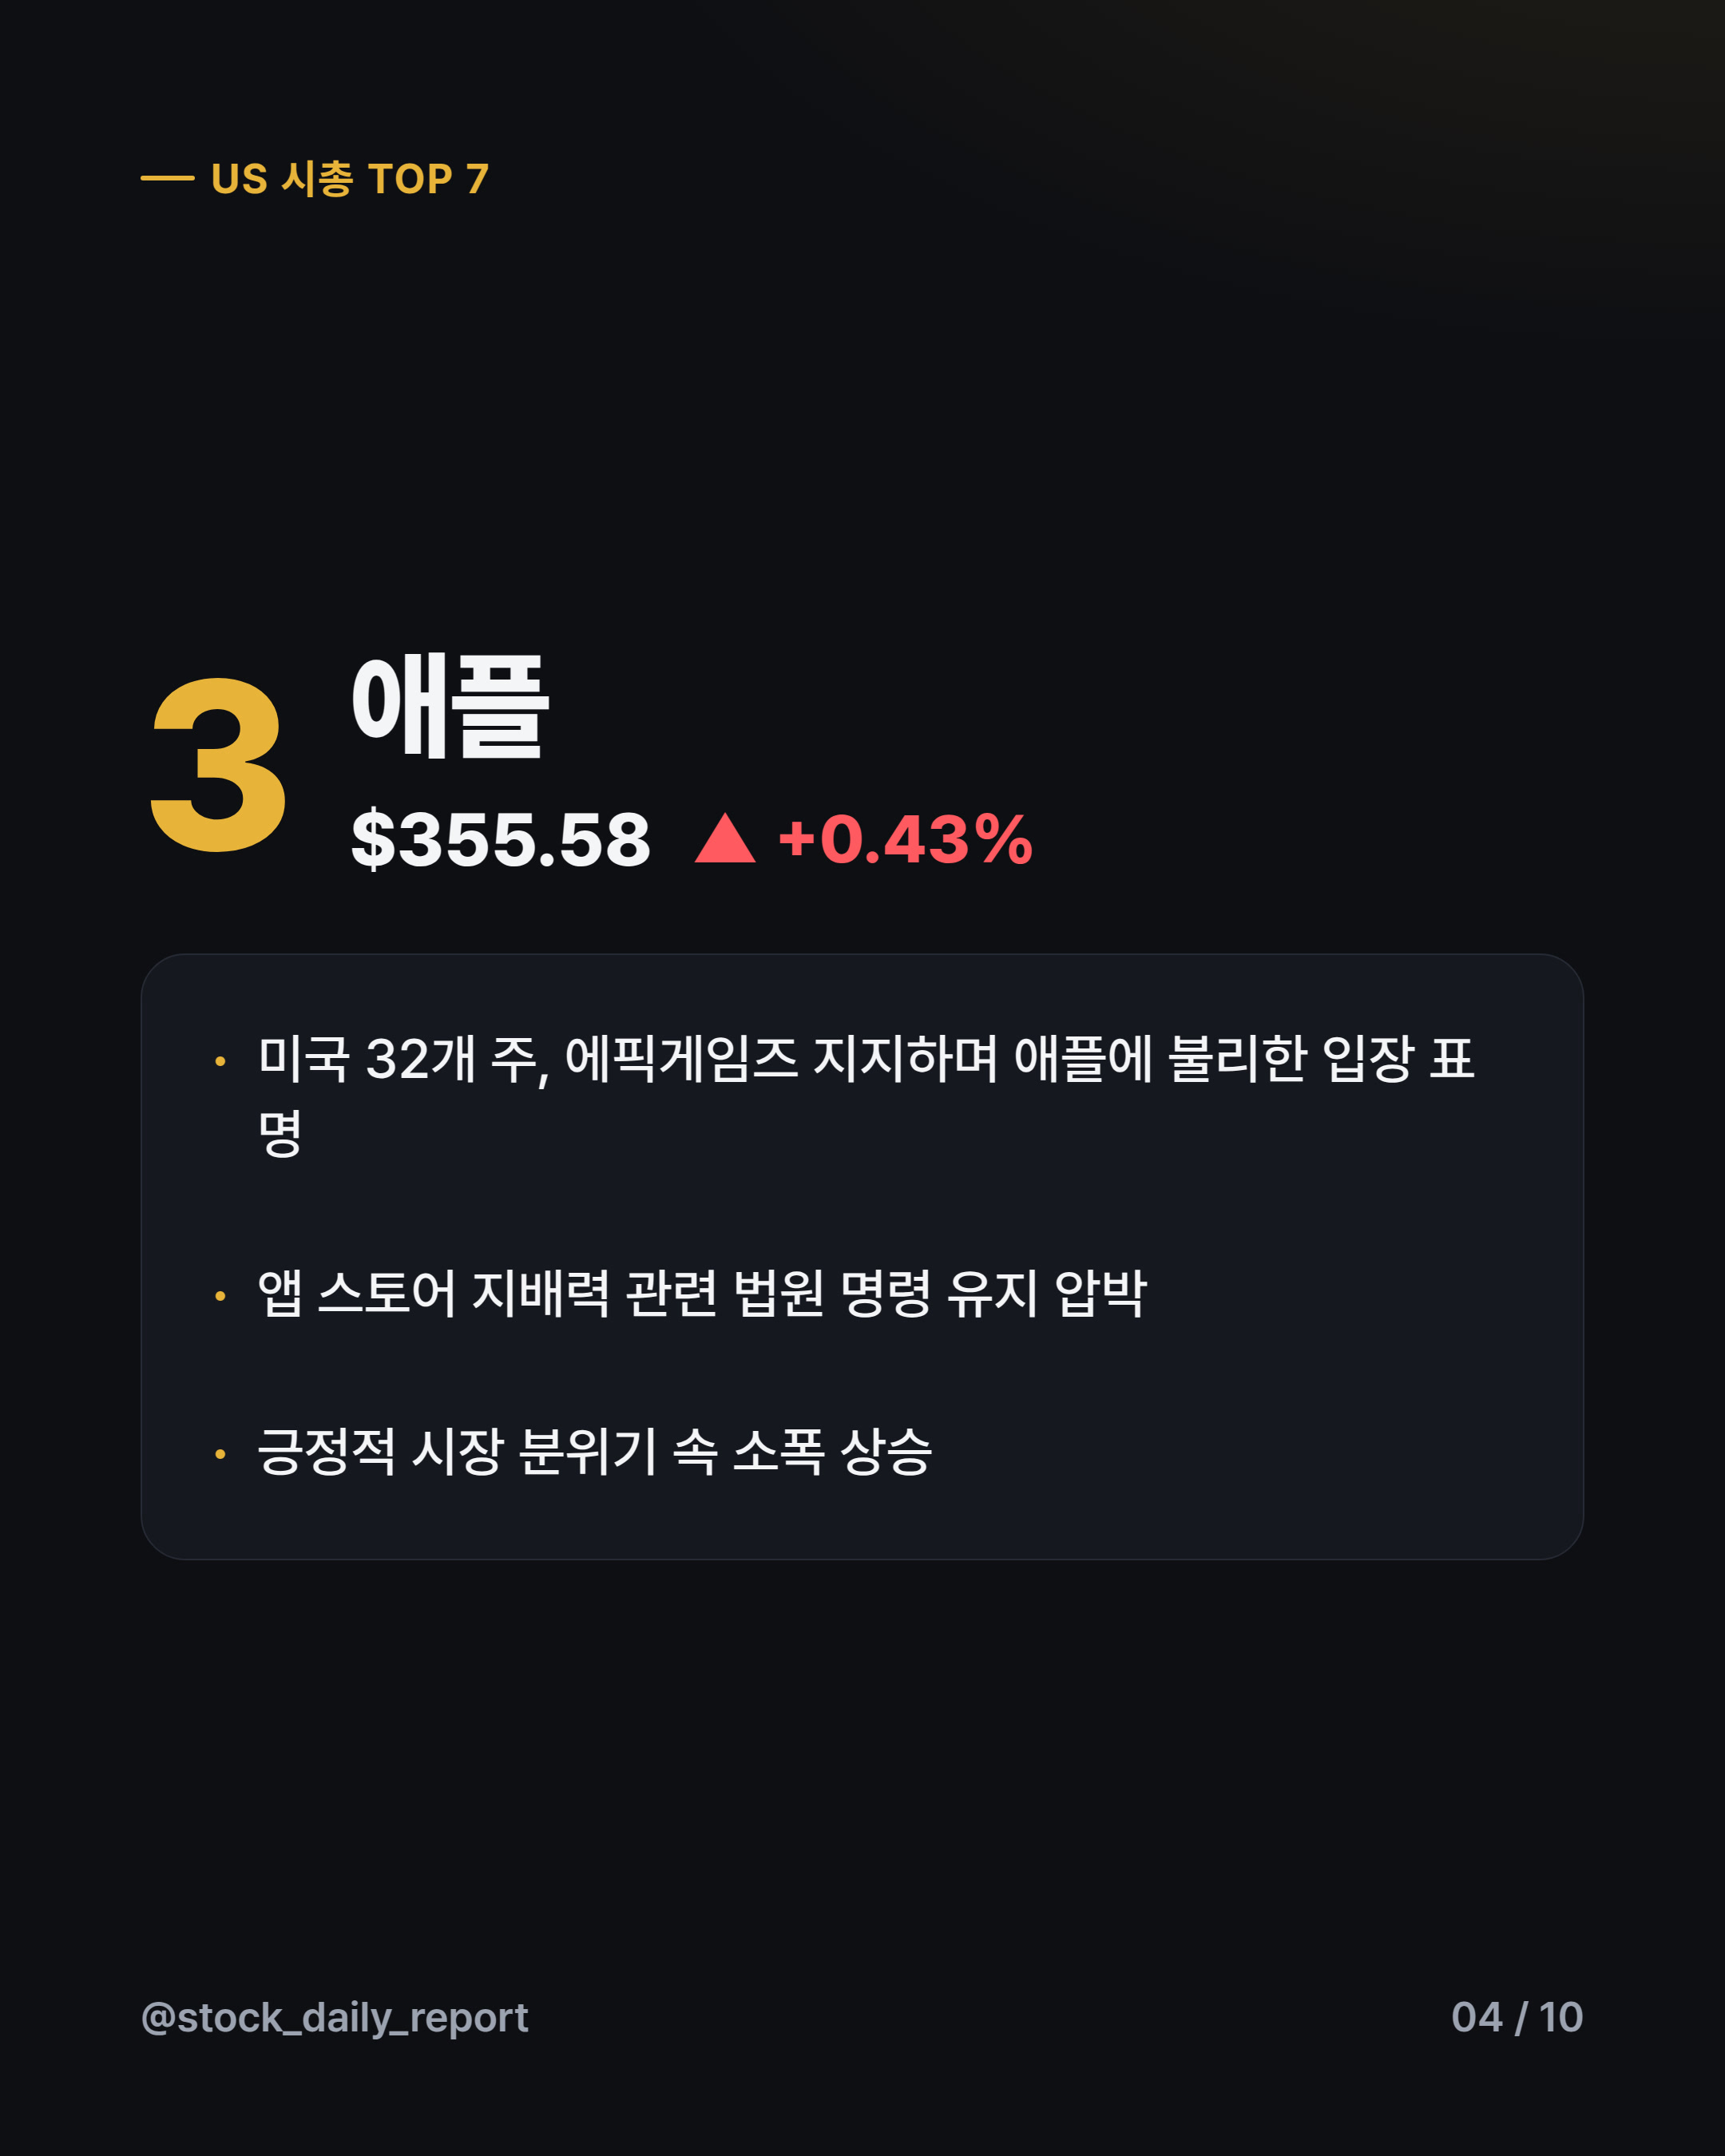 US 시총 TOP 7
3
애플
$355.58 ▲ +0.43%
• 미국 32개 주, 에픽게임즈 지지하며 애플에 불리한 입장 표
명
• 앱 스토어 지배력 관련 법원 명령 유지 압박
• 긍정적 시장 분위기 속 소폭 상승
@stock_daily_report
04 / 10